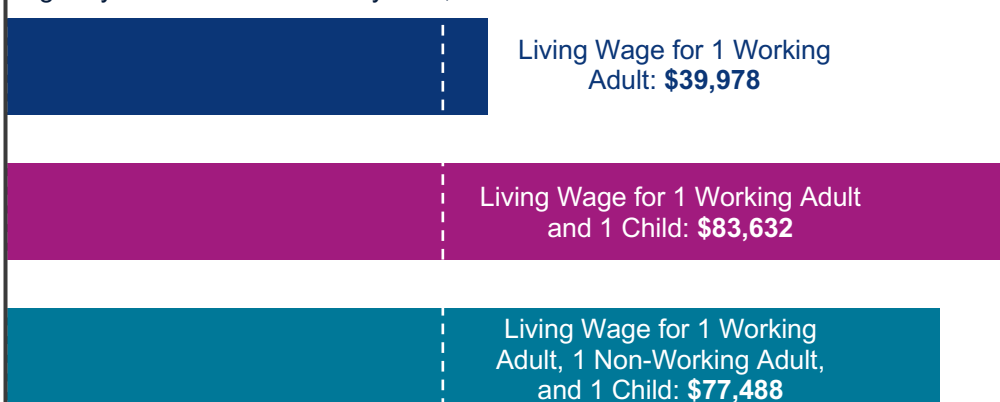 Living Wage for 1 Working
Adult: $39,978
Living Wage for 1 Working Adult
and 1 Child: $83,632
Living Wage for 1 Working
Adult, 1 Non-Working Adult,
and 1 Child: $77,488